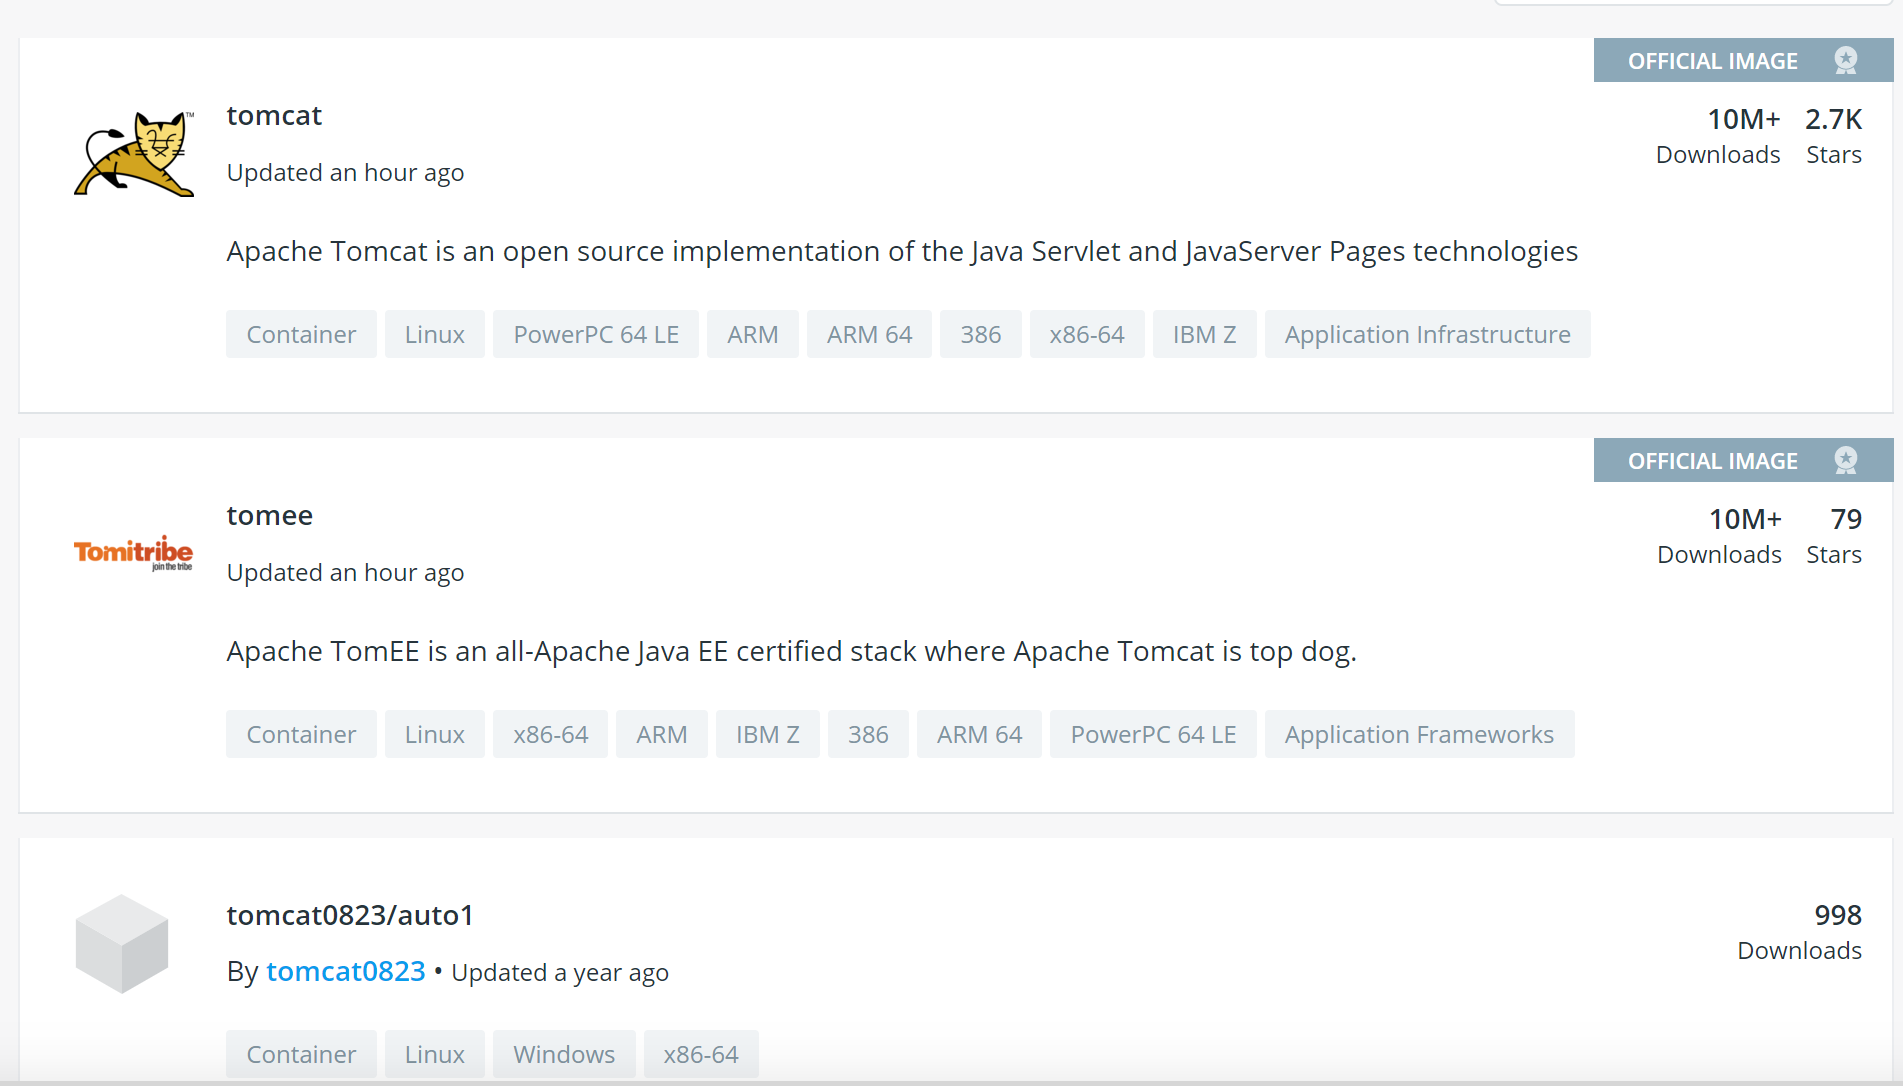 OFFICIAL IMAGE
tomcat
10M+ 2.7K
Downloads Stars
Updated an hour ago
Apache Tomcat is an open source implementation of the Java Servlet and JavaServer Pages technologies
Container Linux PowerPC 64 LE ARM ARM 64 386 x86-64 IBM Z Application Infrastructure
OFFICIAL IMAGE
tomee
10M+ 79
Downloads Stars
Tomitribe
join the tribe
Updated an hour ago
Apache TomEE is an all-Apache Java EE certified stack where Apache Tomcat is top dog.
Container Linux x86-64 ARM IBM Z 386 ARM 64 PowerPC 64 LE Application Frameworks
tomcat0823/auto1
998
Downloads
By tomcat0823 • Updated a year ago
Container Linux Windows x86-64